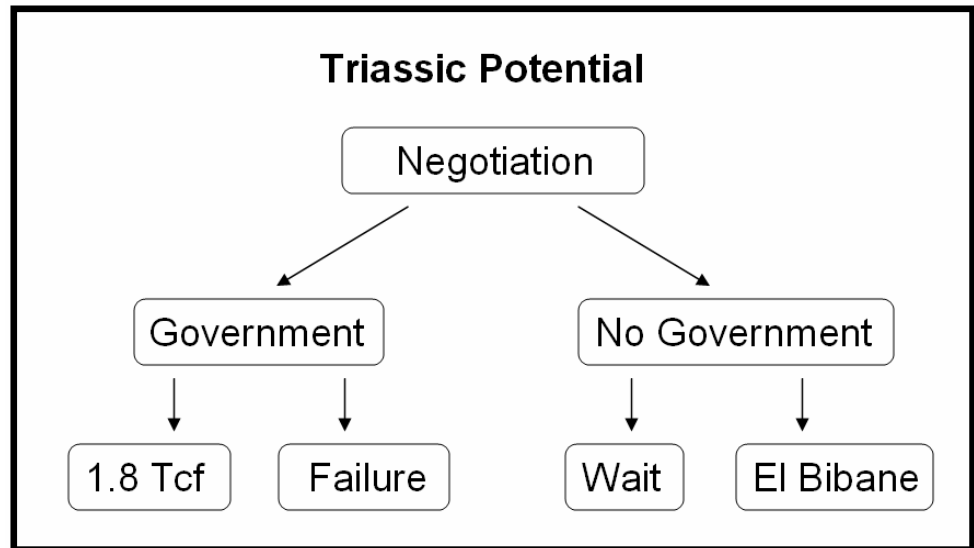 Triassic Potential
Negotiation
Government
No Government
1.8 Tcf
Failure
Wait
El Bibane